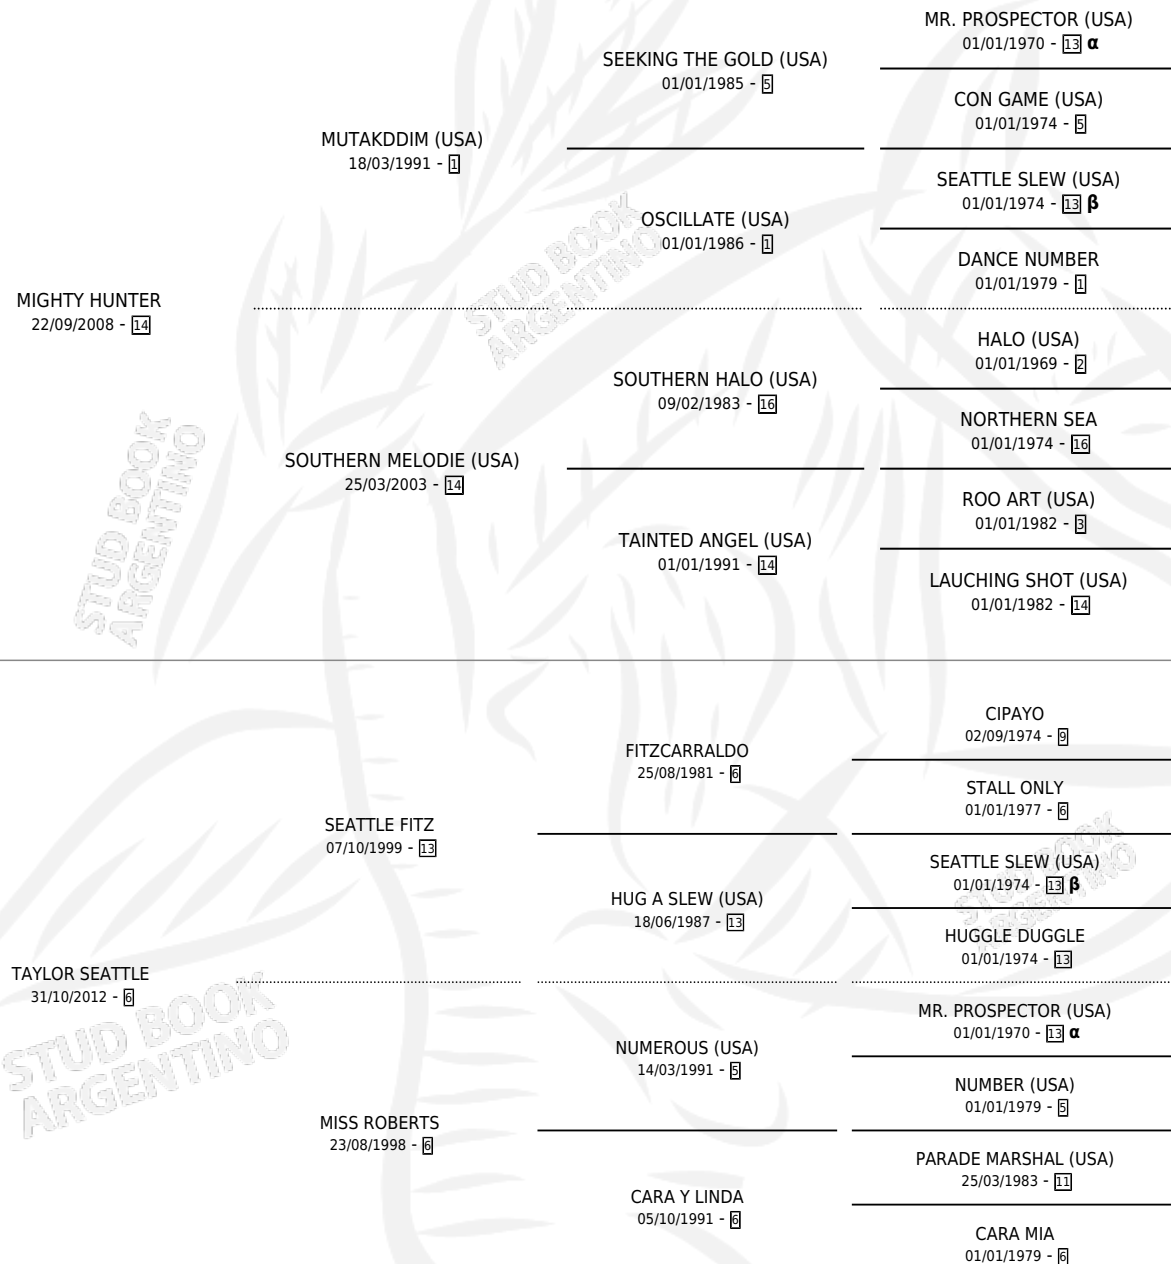 MR. PROSPECTOR (USA)
01/01/1970 - 13 α
SEEKING THE GOLD (USA)
01/01/1985 - 5
CON GAME (USA)
01/01/1974 - 5
MUTAKDDIM (USA)
18/03/1991 - 1
SEATTLE SLEW (USA)
01/01/1974 - 13 β
OSCILLATE (USA)
01/01/1986 - 1
DANCE NUMBER
01/01/1979 - 1
MIGHTY HUNTER
22/09/2008 - 14
HALO (USA)
01/01/1969 - 2
SOUTHERN HALO (USA)
09/02/1983 - 16
NORTHERN SEA
01/01/1974 - 16
SOUTHERN MELODIE (USA)
25/03/2003 - 14
ROO ART (USA)
01/01/1982 - 3
TAINTED ANGEL (USA)
01/01/1991 - 14
LAUCHING SHOT (USA)
01/01/1982 - 14
STUD BOOK
ARGENTINO
STUD BOOK
ARGENTINO
CIPAYO
02/09/1974 - 9
FITZCARRALDO
25/08/1981 - 6
STALL ONLY
01/01/1977 - 6
SEATTLE FITZ
07/10/1999 - 13
SEATTLE SLEW (USA)
01/01/1974 - 13 β
HUG A SLEW (USA)
18/06/1987 - 13
HUGGLE DUGGLE
01/01/1974 - 13
TAYLOR SEATTLE
31/10/2012 - 6
MR. PROSPECTOR (USA)
01/01/1970 - 13 α
NUMEROUS (USA)
14/03/1991 - 5
NUMBER (USA)
01/01/1979 - 5
MISS ROBERTS
23/08/1998 - 6
PARADE MARSHAL (USA)
25/03/1983 - 11
CARA Y LINDA
05/10/1991 - 6
CARA MIA
01/01/1979 - 6
STUD BOOK
ARGENTINO
STUD BOOK
ARGENTINO